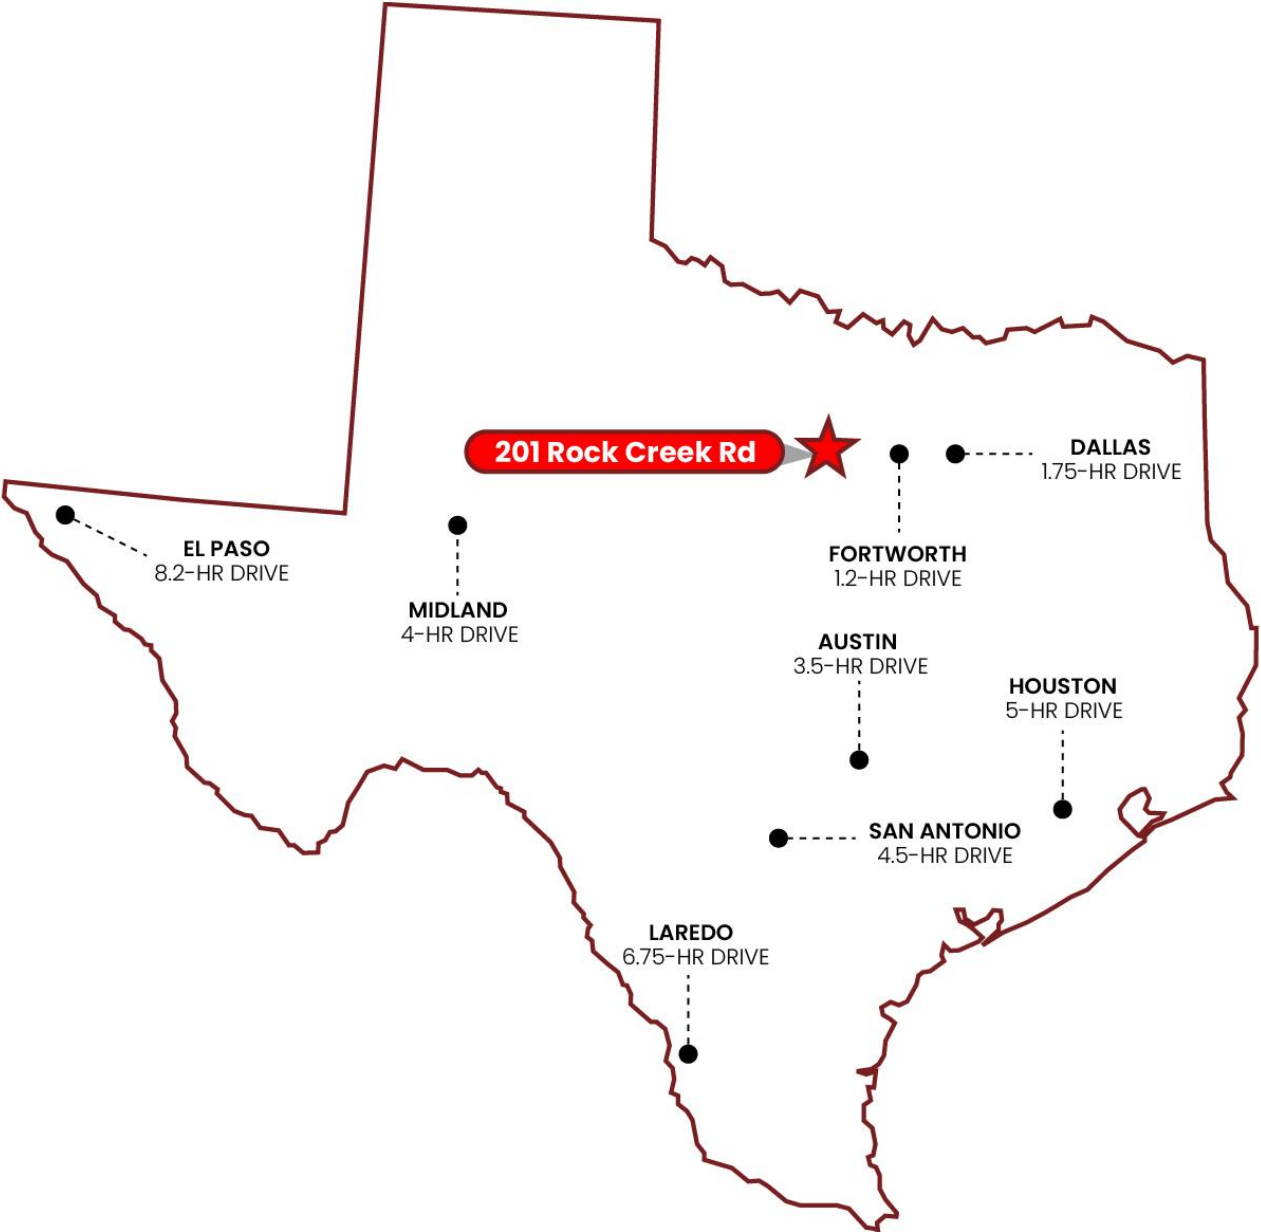 201 Rock Creek Rd
DALLAS
1.75-HR DRIVE
EL PASO
8.2-HR DRIVE
FORTWORTH
1.2-HR DRIVE
MIDLAND
4-HR DRIVE
AUSTIN
3.5-HR DRIVE
HOUSTON
5-HR DRIVE
SAN ANTONIO
4.5-HR DRIVE
LAREDO
6.75-HR DRIVE